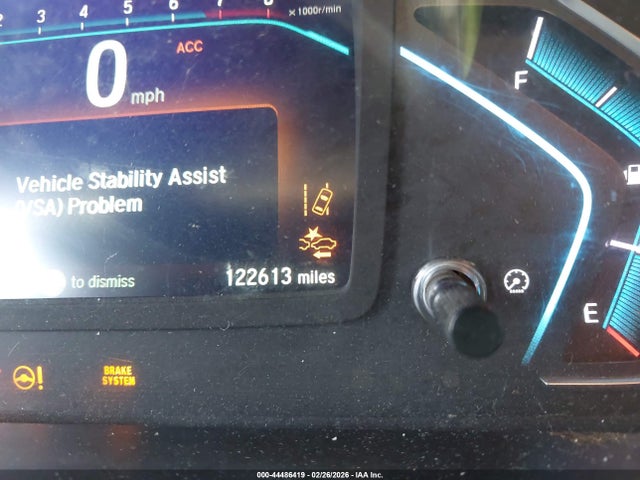 2 3 4 5 6 7 8 x 1000r/min
ACC
0 mph
F
Vehicle Stability Assist
(VSA) Problem
to dismiss
122613 miles
E
BRAKE
SYSTEM
000-44486419 | 02/26/2026 - IAA Inc.